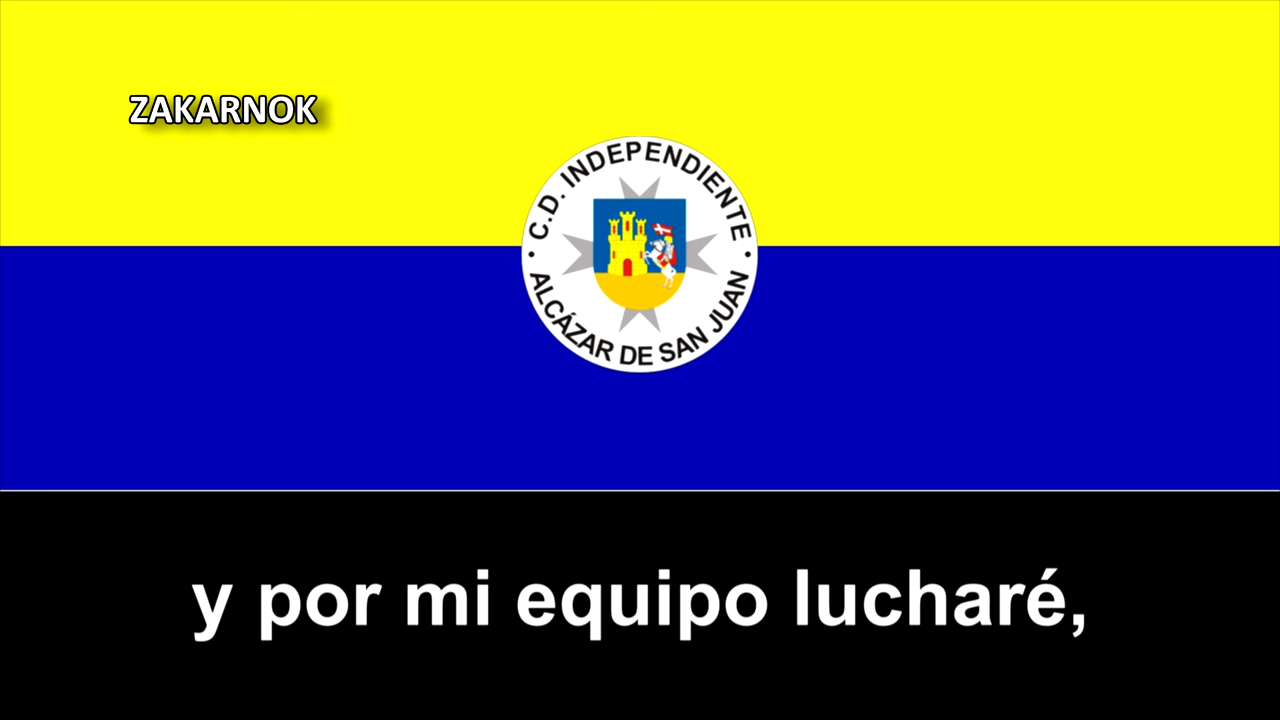 ZAKARNOK
C.D. INDEPENDIENTE
ALCÁZAR DE SAN JUAN
y por mi equipo lucharé,